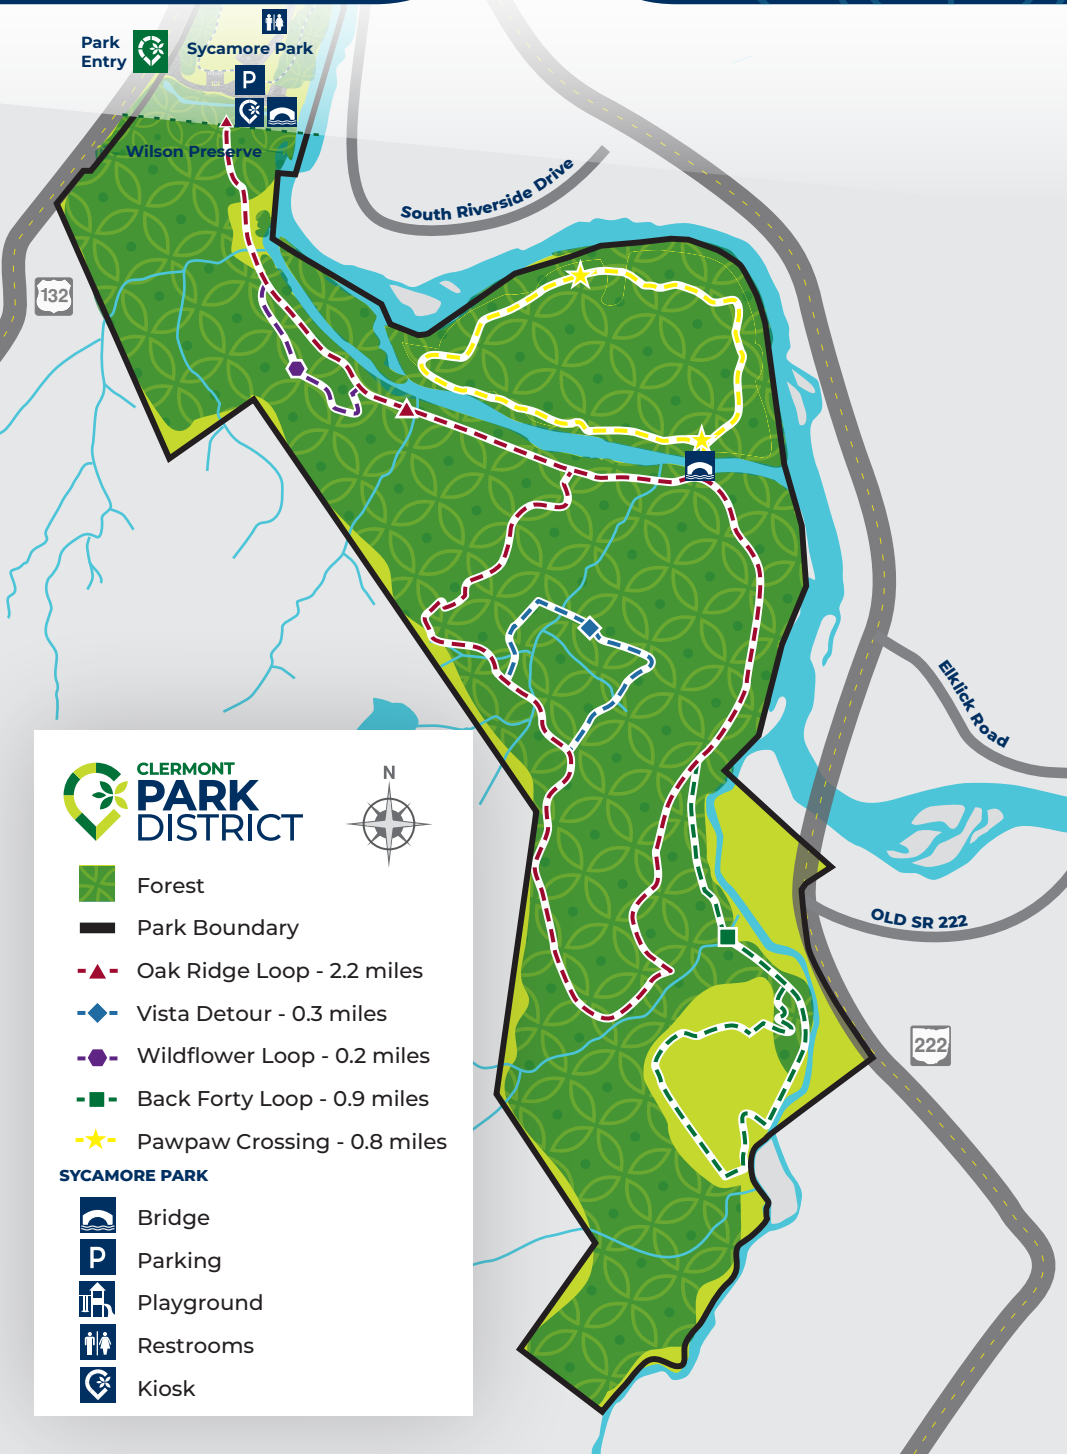 Park
Entry
Sycamore Park
P
Wilson Preserve
South Riverside Drive
132
Elklick Road
OLD SR 222
222
CLERMONT
PARK
DISTRICT
N
Forest
Park Boundary
Oak Ridge Loop - 2.2 miles
Vista Detour - 0.3 miles
Wildflower Loop - 0.2 miles
Back Forty Loop - 0.9 miles
Pawpaw Crossing - 0.8 miles
SYCAMORE PARK
Bridge
P
Parking
Playground
Restrooms
Kiosk